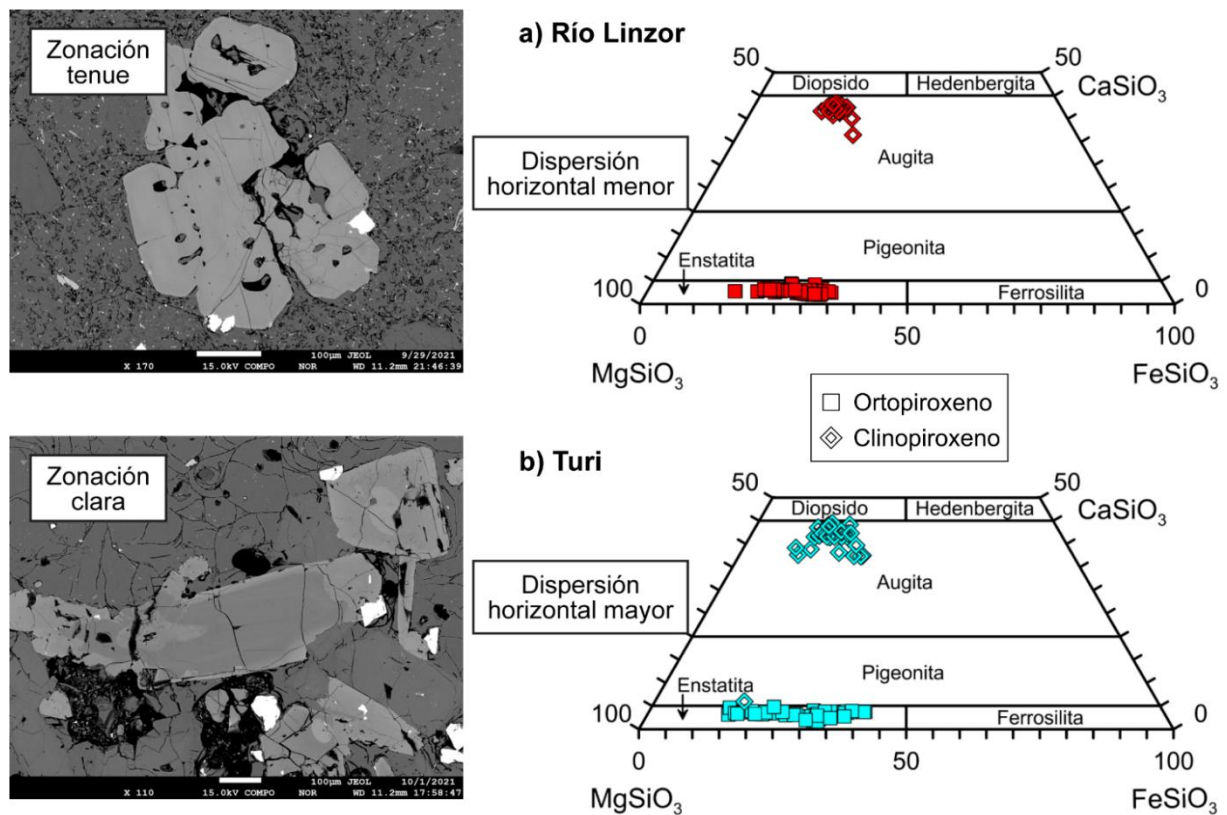 Zonación
tenue
100µm JEOL 9/29/2021
X 170 15.0kV COMPO NOR WD 11.2mm 21:46:39
a) Río Linzor
50 Diopsido Hedenbergita 50
CaSiO3
Dispersión
horizontal menor
Augita
Pigeonita
Enstatita
100 Ferrosilita 0
0 50 100
MgSiO3 FeSiO3
Ortopiroxeno
Clinopiroxeno
Zonación
clara
100µm JEOL 10/1/2021
X 110 15.0kV COMPO NOR WD 11.2mm 17:58:47
b) Turi
50 Diopsido Hedenbergita 50
CaSiO3
Dispersión
horizontal mayor
Augita
Pigeonita
Enstatita
100 Ferrosilita 0
0 50 100
MgSiO3 FeSiO3